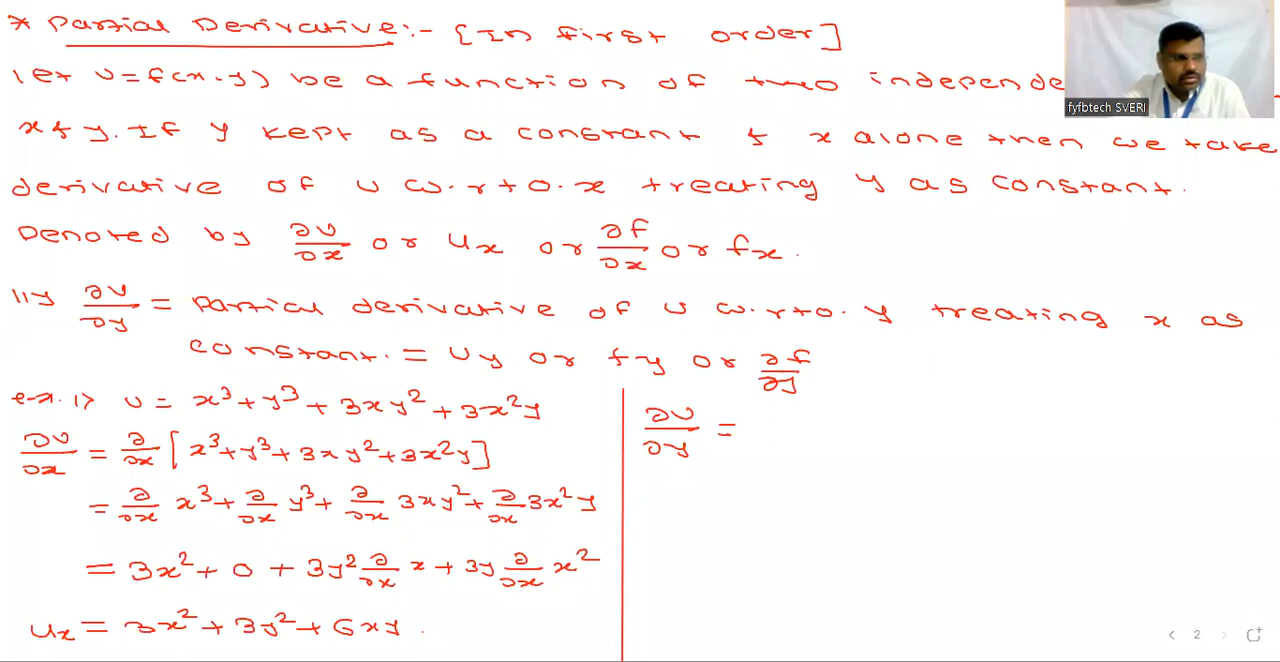 * Partial Derivative:- [In first order]
let u=f(x.y) be a function of two independe
x & y. If y kept as a constant & x alone then we take
derivative of u w.r.to.x treating y as constant.
Denoted by ∂u/∂x or ux or ∂f/∂x or fx.
lly ∂u/∂y = Partial derivative of u w.r.to. y treating x as
constant. = uy or fy or ∂f/∂y
ex. 1> u = x³+y³+3xy²+3x²y
∂u/∂x = ∂/∂x [x³+y³+3xy²+3x²y]
= ∂/∂x x³+ ∂/∂x y³+ ∂/∂x 3xy²+ ∂/∂x 3x²y
= 3x²+ 0 + 3y² ∂/∂x x + 3y ∂/∂x x²
ux = 3x²+3y²+6xy.
∂u/∂y =
fyfbtech SVERI
2